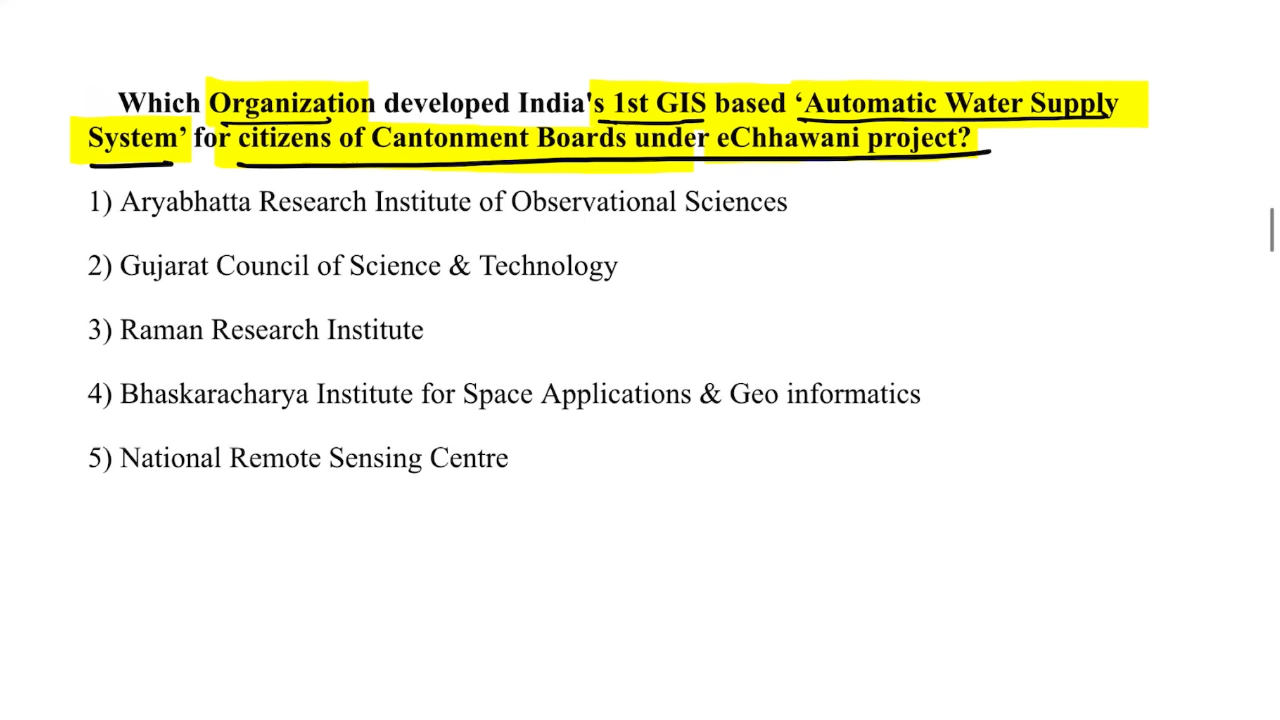 Which Organization developed India's 1st GIS based ‘Automatic Water Supply
System’ for citizens of Cantonment Boards under eChhawani project?
1) Aryabhatta Research Institute of Observational Sciences
2) Gujarat Council of Science & Technology
3) Raman Research Institute
4) Bhaskaracharya Institute for Space Applications & Geo informatics
5) National Remote Sensing Centre